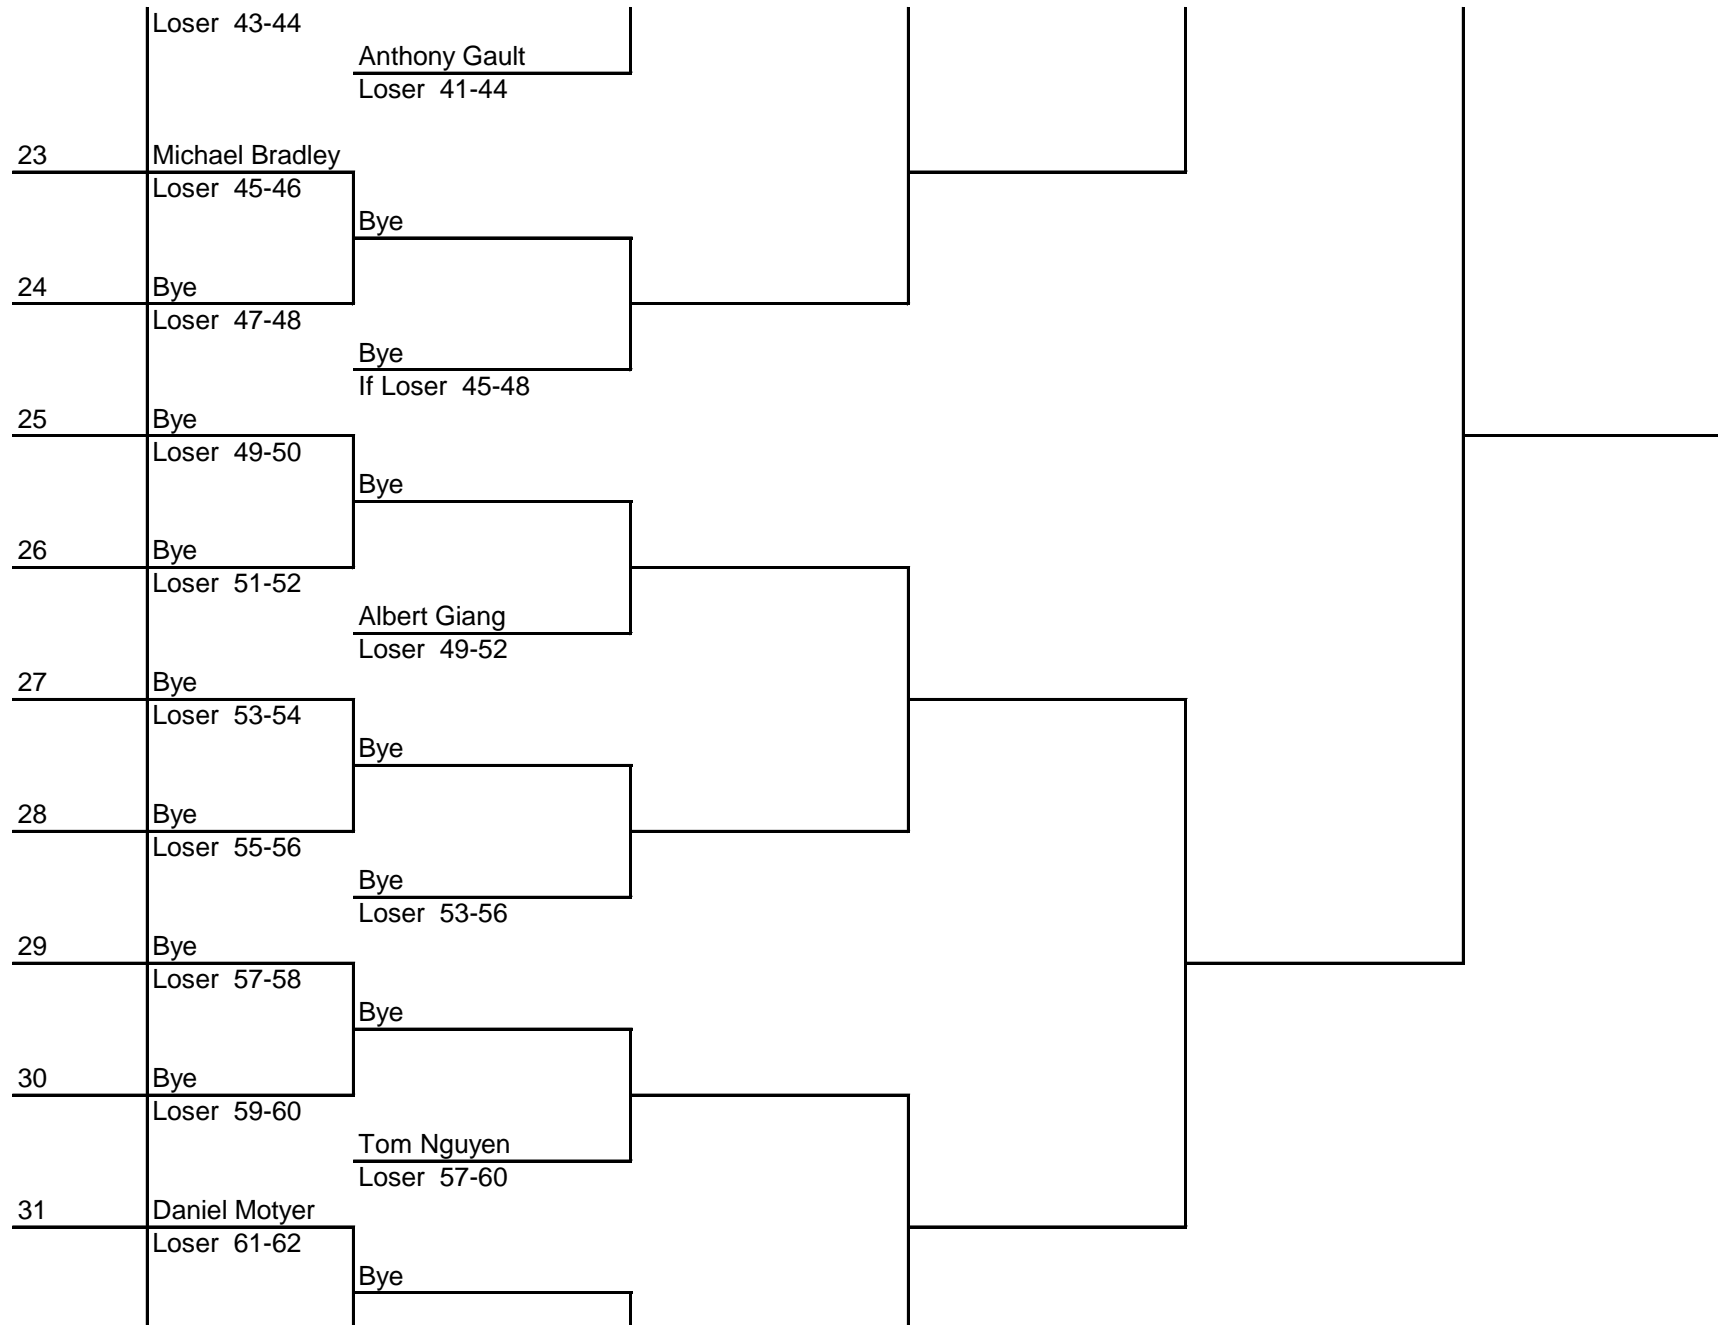 Loser 43-44
Anthony Gault
Loser 41-44
23 Michael Bradley
Loser 45-46
Bye
24 Bye
Loser 47-48
Bye
If Loser 45-48
25 Bye
Loser 49-50
Bye
26 Bye
Loser 51-52
Albert Giang
Loser 49-52
27 Bye
Loser 53-54
Bye
28 Bye
Loser 55-56
Bye
Loser 53-56
29 Bye
Loser 57-58
Bye
30 Bye
Loser 59-60
Tom Nguyen
Loser 57-60
31 Daniel Motyer
Loser 61-62
Bye